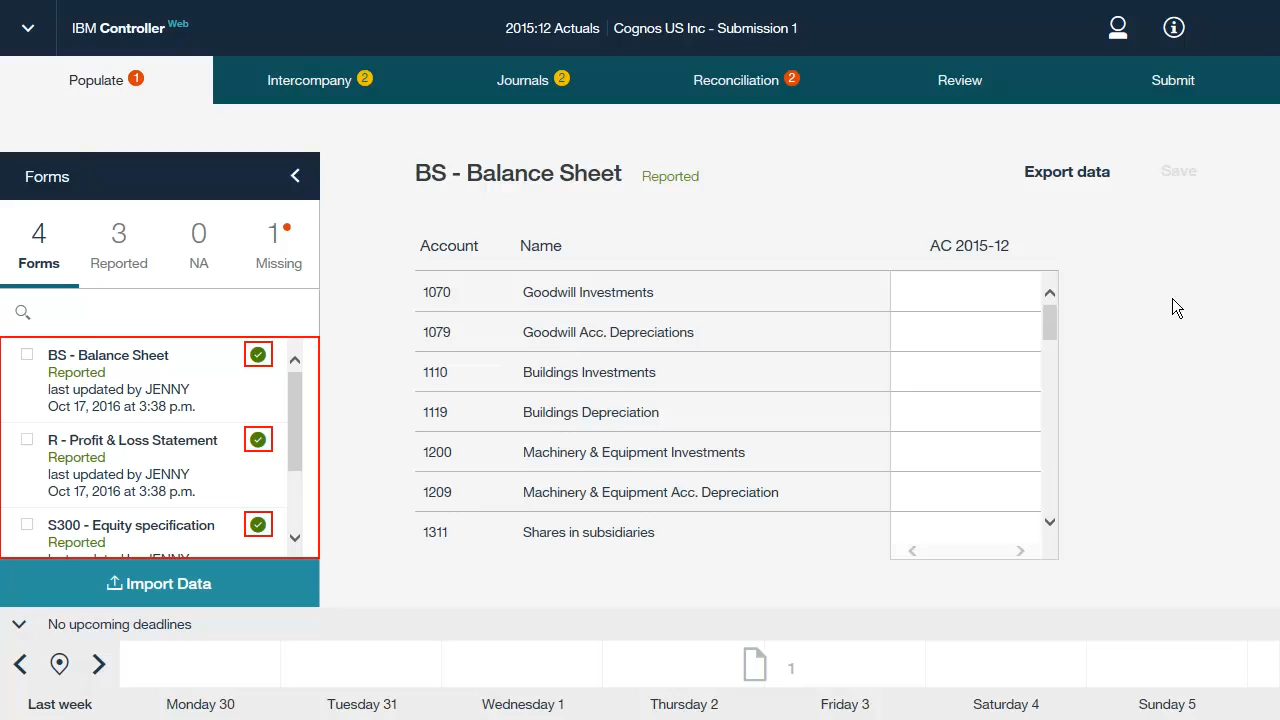 IBM Controller Web
2015:12 Actuals Cognos US Inc - Submission 1
Populate 1
Intercompany 2
Journals 2
Reconciliation 2
Review
Submit
Forms
4 Forms
3 Reported
0 NA
1 Missing
BS - Balance Sheet
Reported
last updated by JENNY
Oct 17, 2016 at 3:38 p.m.
R - Profit & Loss Statement
Reported
last updated by JENNY
Oct 17, 2016 at 3:38 p.m.
S300 - Equity specification
Reported
last updated by JENNY
Import Data
BS - Balance Sheet Reported
Export data
Save
Account Name AC 2015-12
1070 Goodwill Investments
1079 Goodwill Acc. Depreciations
1110 Buildings Investments
1119 Buildings Depreciation
1200 Machinery & Equipment Investments
1209 Machinery & Equipment Acc. Depreciation
1311 Shares in subsidiaries
No upcoming deadlines
1
Last week Monday 30 Tuesday 31 Wednesday 1 Thursday 2 Friday 3 Saturday 4 Sunday 5